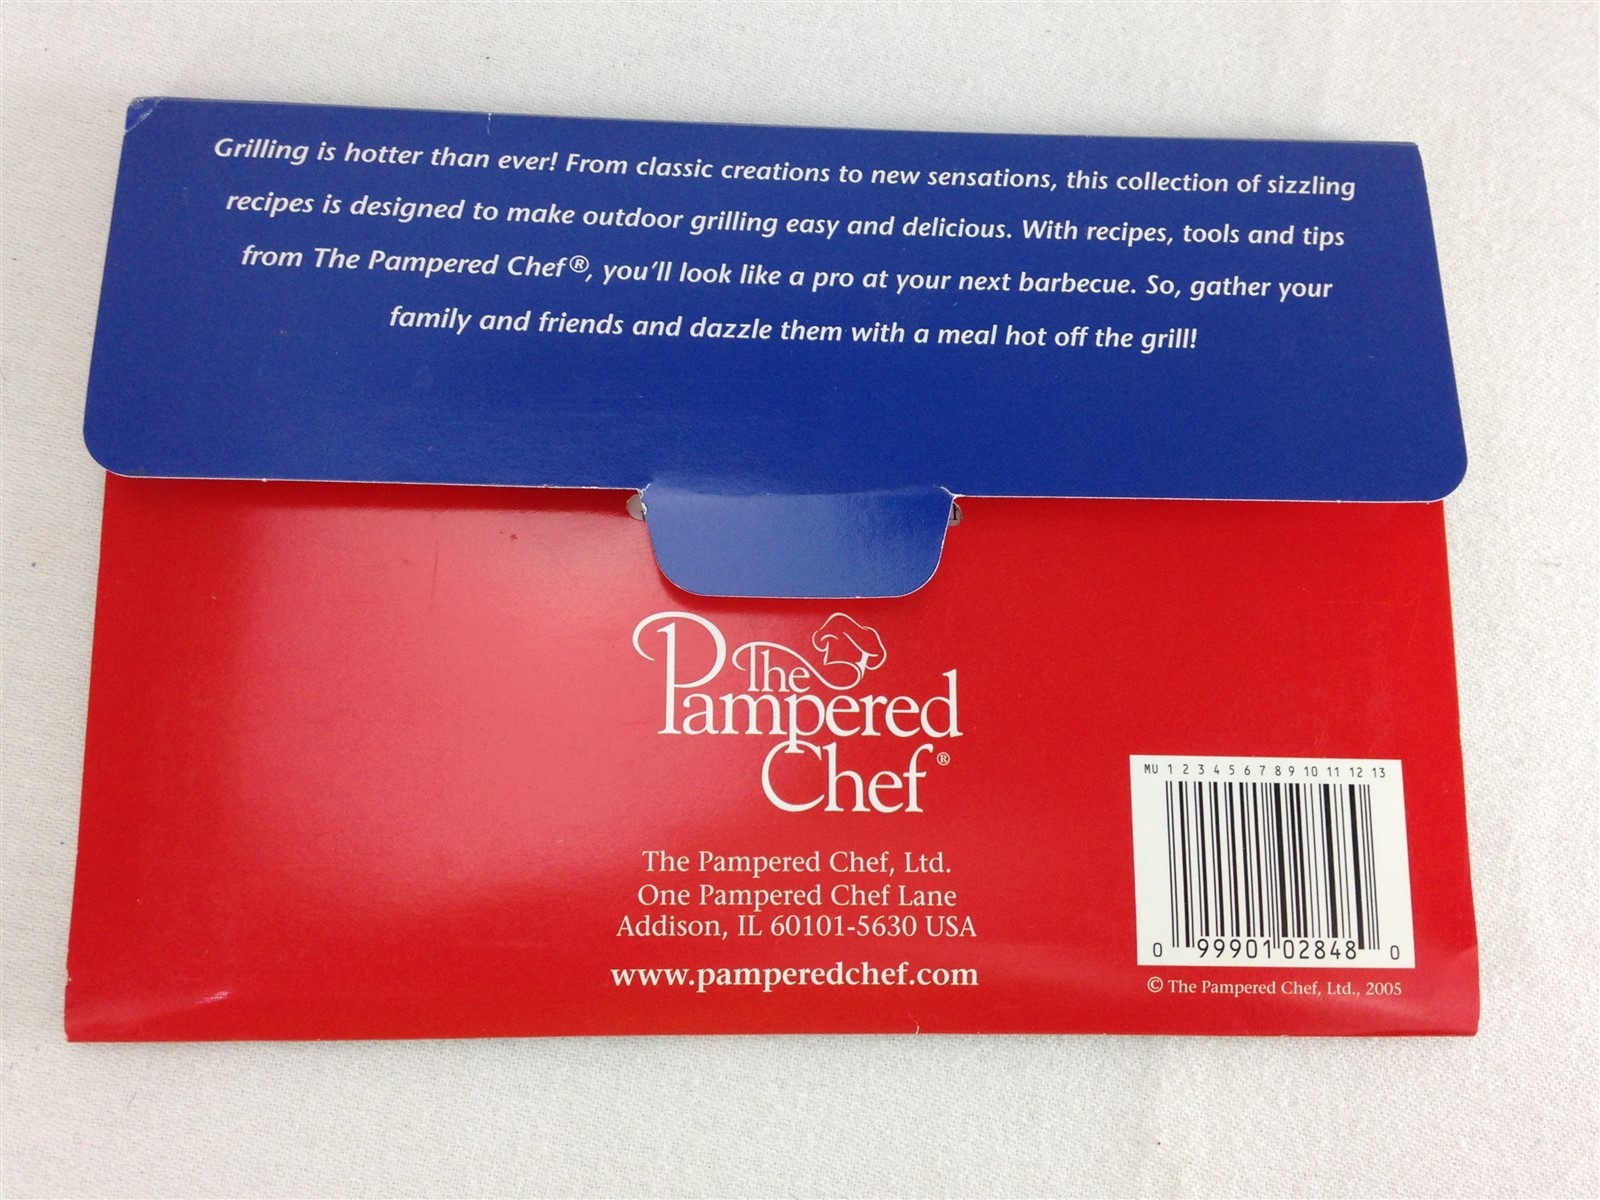 Grilling is hotter than ever! From classic creations to new sensations, this collection of sizzling
recipes is designed to make outdoor grilling easy and delicious. With recipes, tools and tips
from The Pampered Chef®, you'll look like a pro at your next barbecue. So, gather your
family and friends and dazzle them with a meal hot off the grill!
The
Pampered
Chef®
The Pampered Chef, Ltd.
One Pampered Chef Lane
Addison, IL 60101-5630 USA
www.pamperedchef.com
MU 1 2 3 4 5 6 7 8 9 10 11 12 13
0 99901 02848 0
© The Pampered Chef, Ltd., 2005